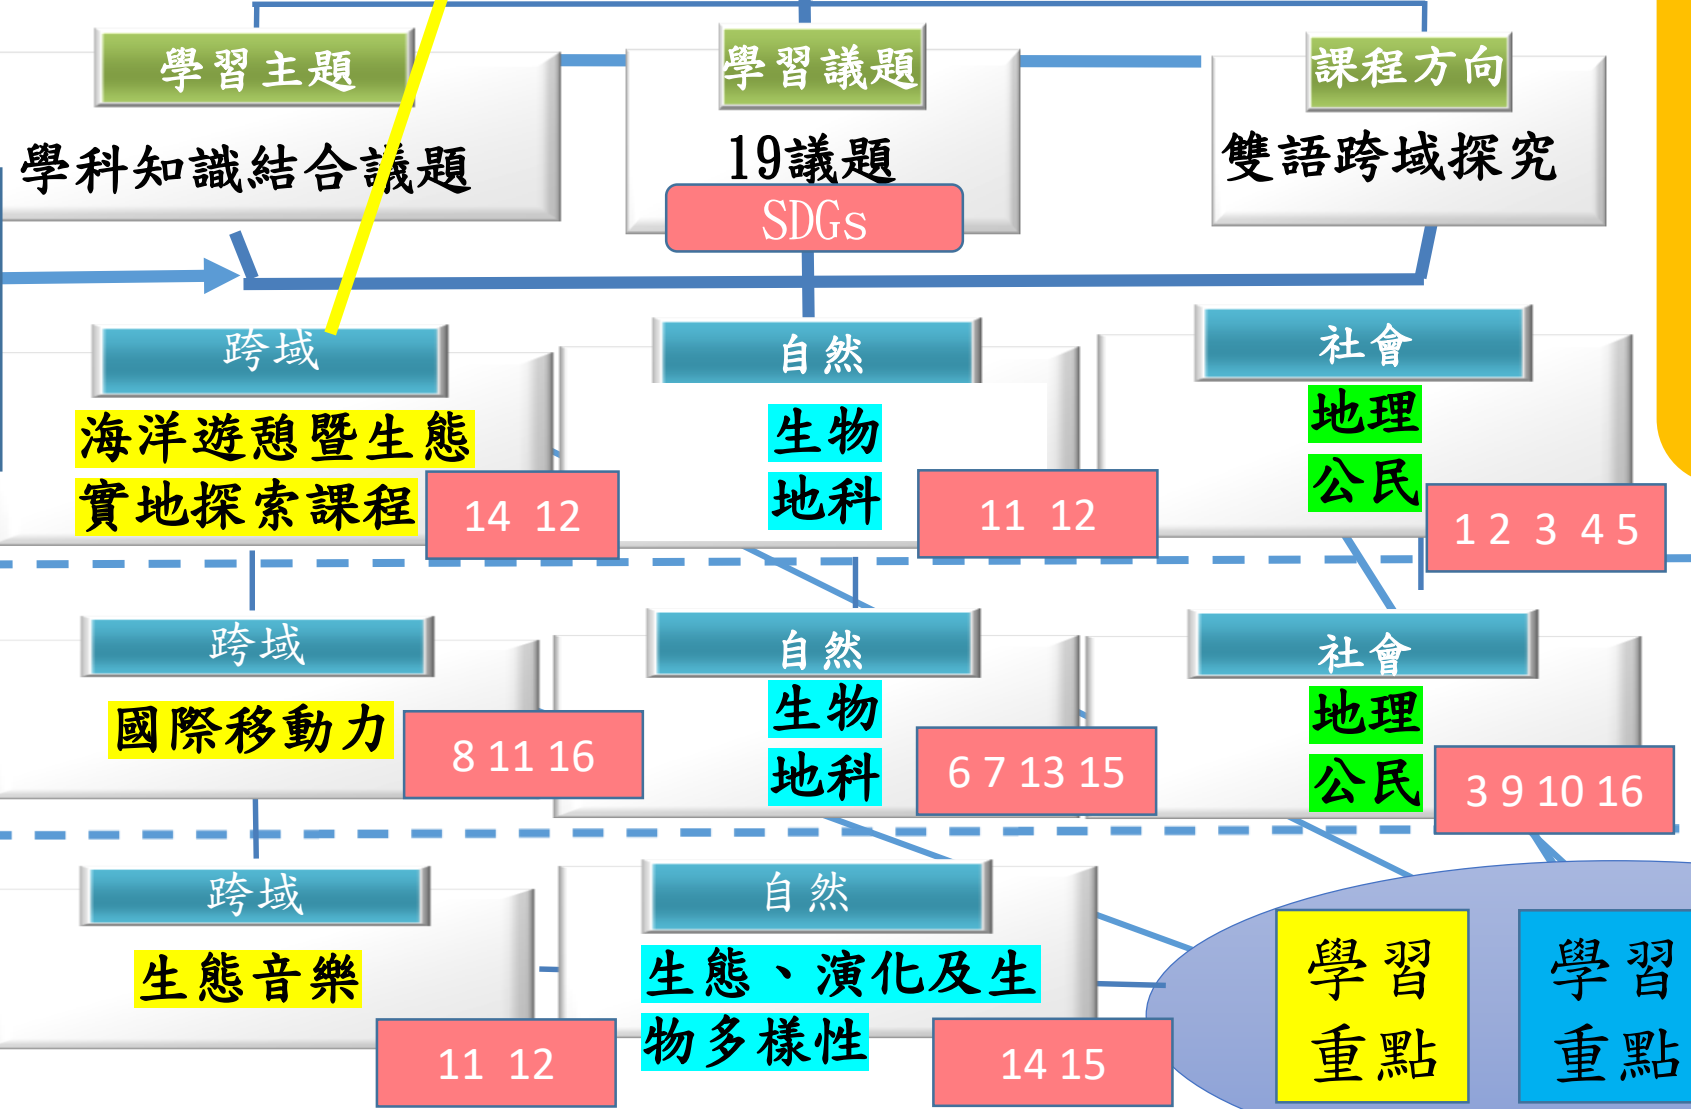 學習主題
學習議題
課程方向
學科知識結合議題
19議題
雙語跨域探究
SDGs
跨域
自然
社會
海洋遊憩暨生態
實地探索課程
14 12
生物
地科
11 12
地理
公民
1 2 3 4 5
跨域
自然
社會
國際移動力
8 11 16
生物
地科
6 7 13 15
地理
公民
3 9 10 16
跨域
自然
生態音樂
11 12
生態、演化及生
物多樣性
14 15
學習
重點
學習
重點